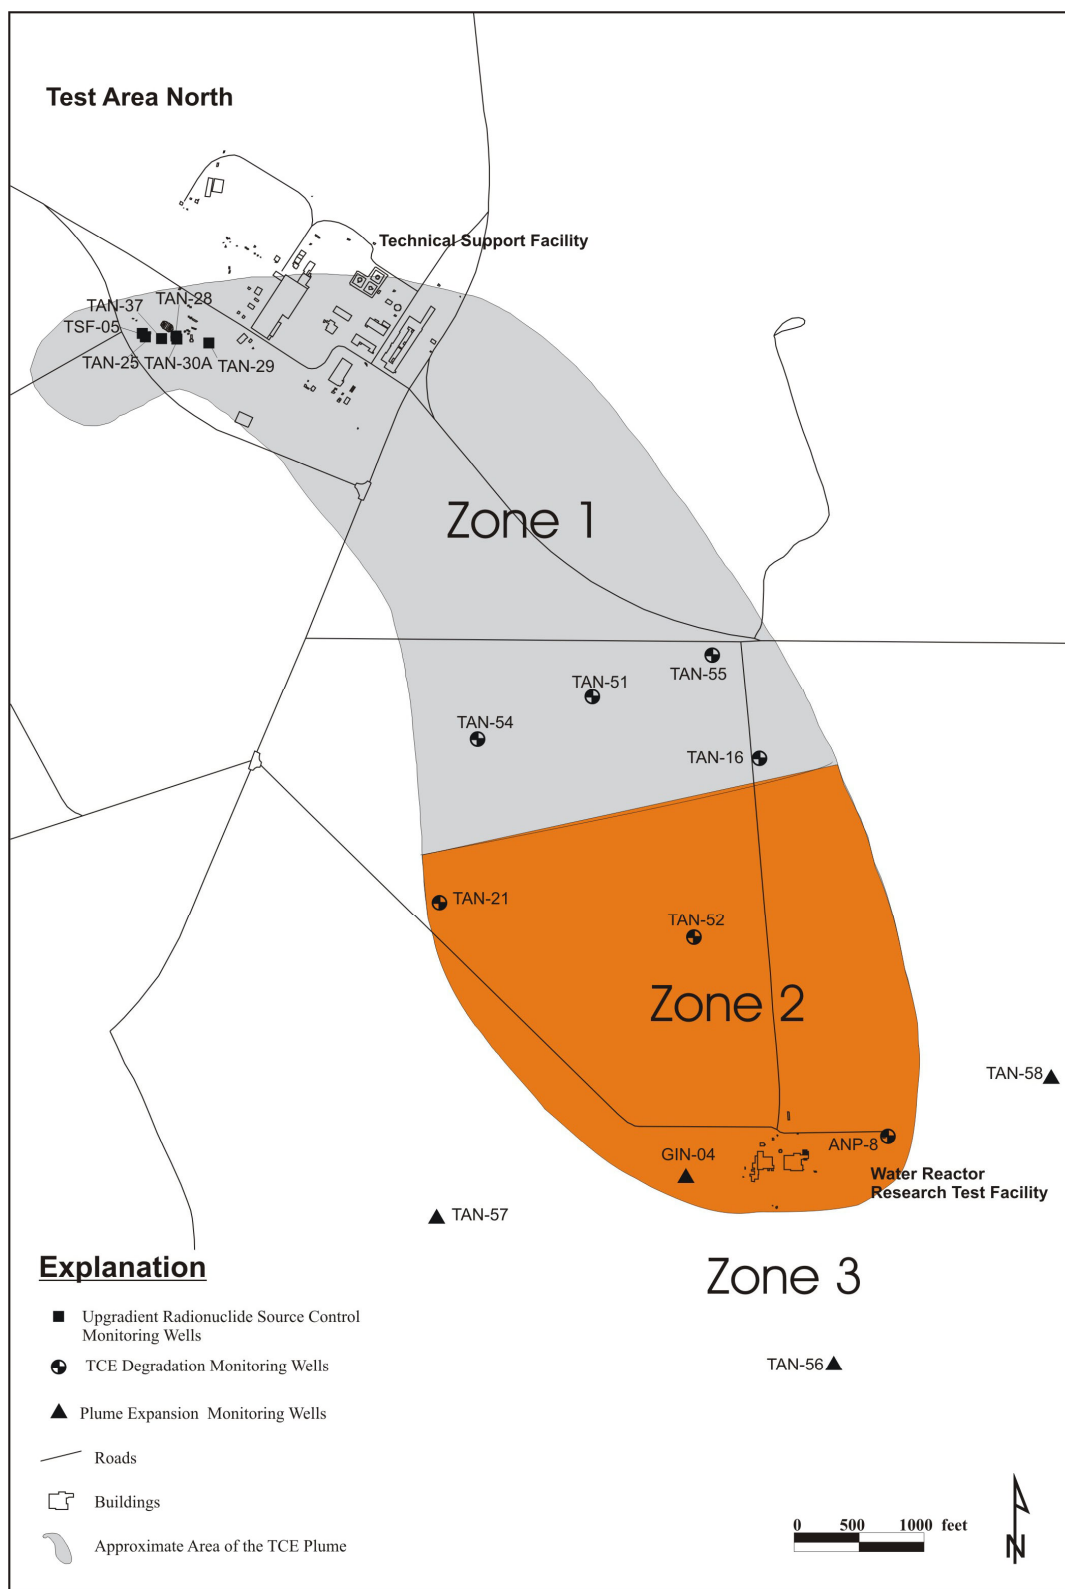 Test Area North
Technical Support Facility
TAN-37
TAN-28
TSF-05
TAN-25
TAN-30A
TAN-29
Zone 1
TAN-55
TAN-51
TAN-54
TAN-16
TAN-21
TAN-52
Zone 2
TAN-58
ANP-8
GIN-04
Water Reactor
Research Test Facility
TAN-57
Zone 3
TAN-56
Explanation
Upgradient Radionuclide Source Control
Monitoring Wells
TCE Degradation Monitoring Wells
Plume Expansion Monitoring Wells
Roads
Buildings
Approximate Area of the TCE Plume
0 500 1000 feet
N